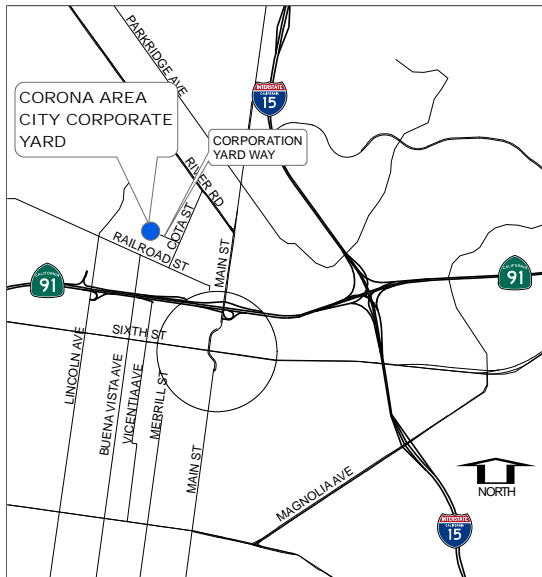 PARKRIDGE AVE
INTERSTATE
CALIFORNIA
15
CORONA AREA
CITY CORPORATE
YARD
CORPORATION
YARD WAY
RIVER RD
COTA ST
RAILROAD ST
MAIN ST
CALIFORNIA
91
CALIFORNIA
91
SIXTH ST
LINCOLN AVE
BUENA VISTA AVE
VICENTIA AVE
MERRILL ST
MAIN ST
MAGNOLIA AVE
NORTH
INTERSTATE
CALIFORNIA
15